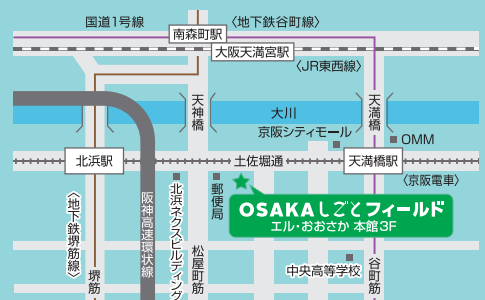 国道1号線
〈地下鉄谷町線〉
南森町駅
大阪天満宮駅
〈JR東西線〉
天神橋
大川
天満橋
京阪シティモール
OMM
北浜駅
土佐堀通
天満橋駅
〈京阪電車〉
〈地下鉄堺筋線〉
阪神高速環状線
北浜ネクスビルディング
郵便局
OSAKAしごとフィールド
エル・おおさか 本館3F
松屋町筋
中央高等学校
堺筋
谷町筋